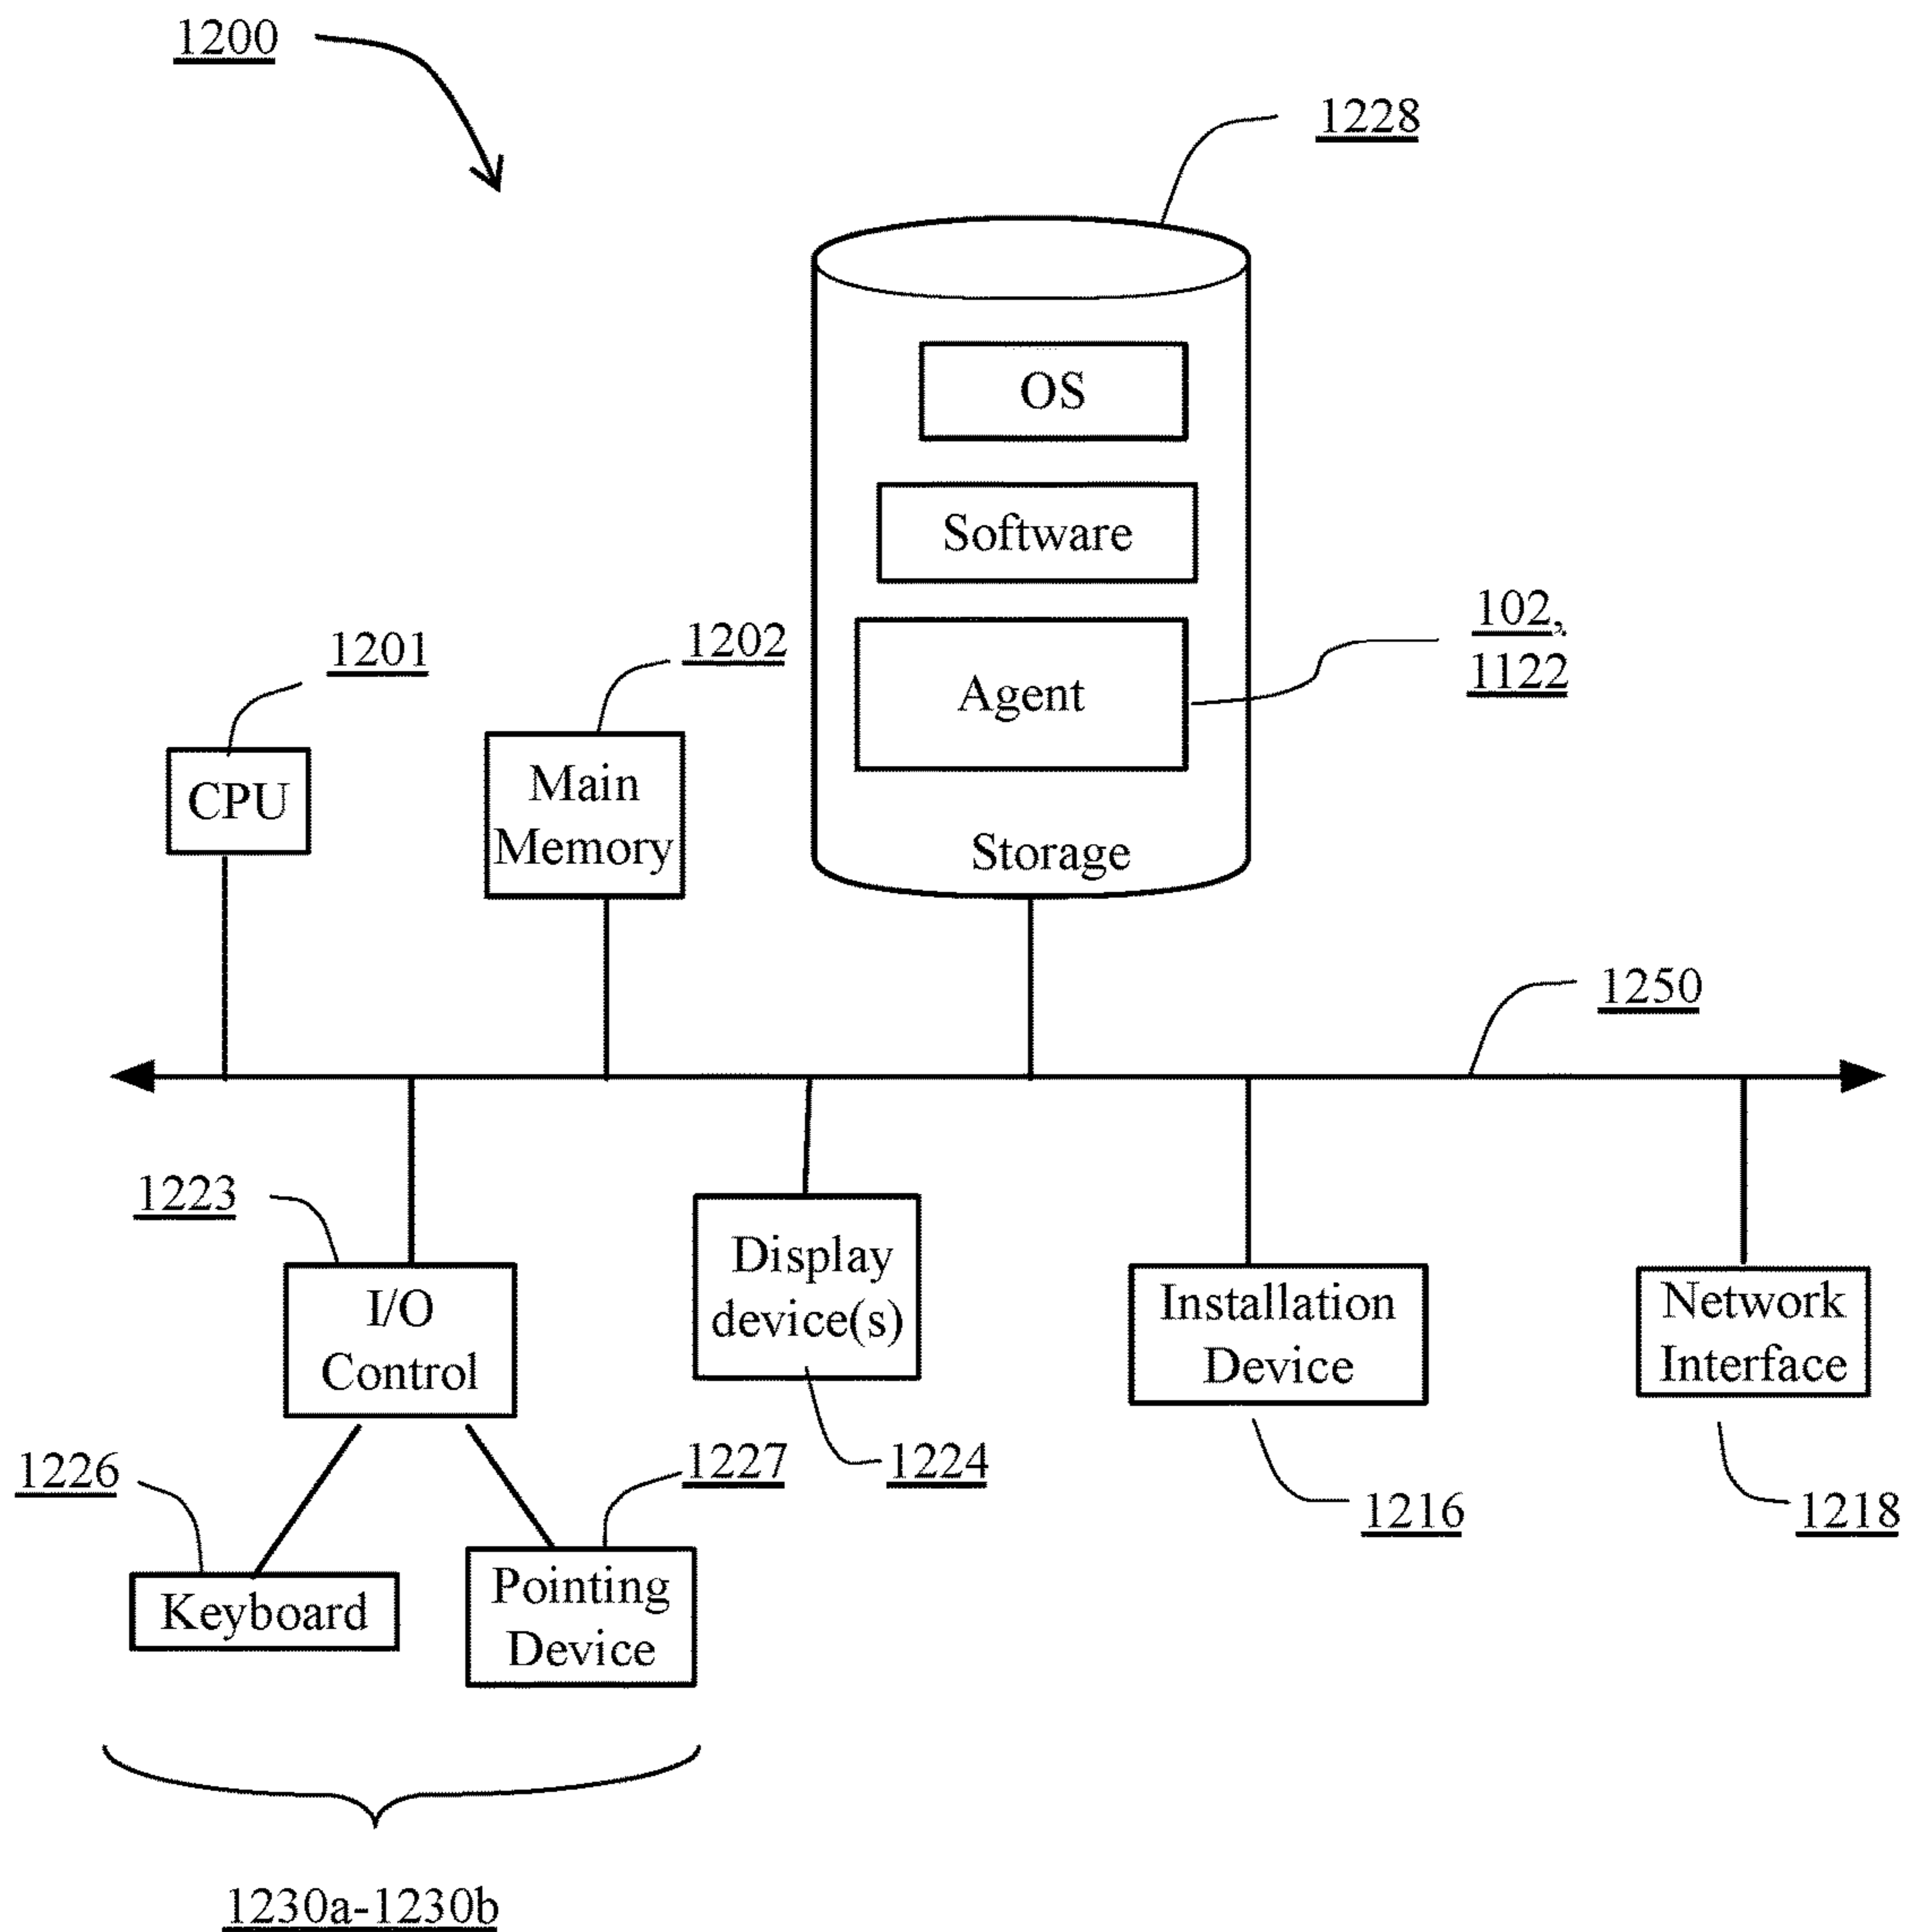 1200
1228
OS
Software
102,
1122
1201
1202
Agent
CPU
Main
Memory
Storage
1250
1223
Display
device(s)
I/O
Control
Installation
Device
Network
Interface
1226
1227
1224
1216
1218
Keyboard
Pointing
Device
1230a-1230b